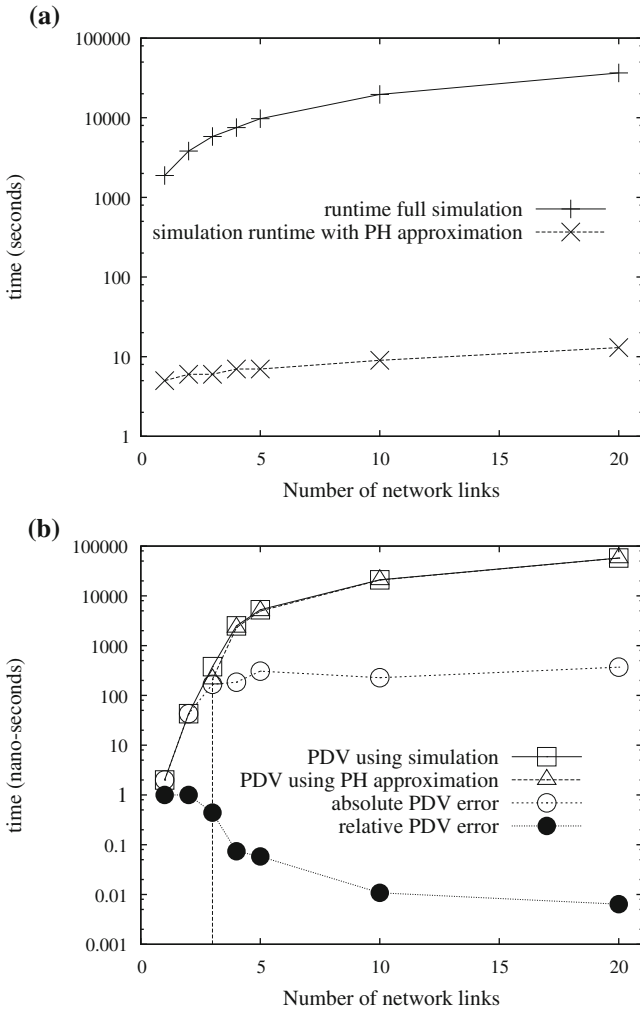 (a)
100000
10000
1000
100
10
1
time (seconds)
runtime full simulation
simulation runtime with PH approximation
0 5 10 15 20
Number of network links
(b)
100000
10000
1000
100
10
1
0.1
0.01
0.001
time (nano-seconds)
PDV using simulation
PDV using PH approximation
absolute PDV error
relative PDV error
0 5 10 15 20
Number of network links